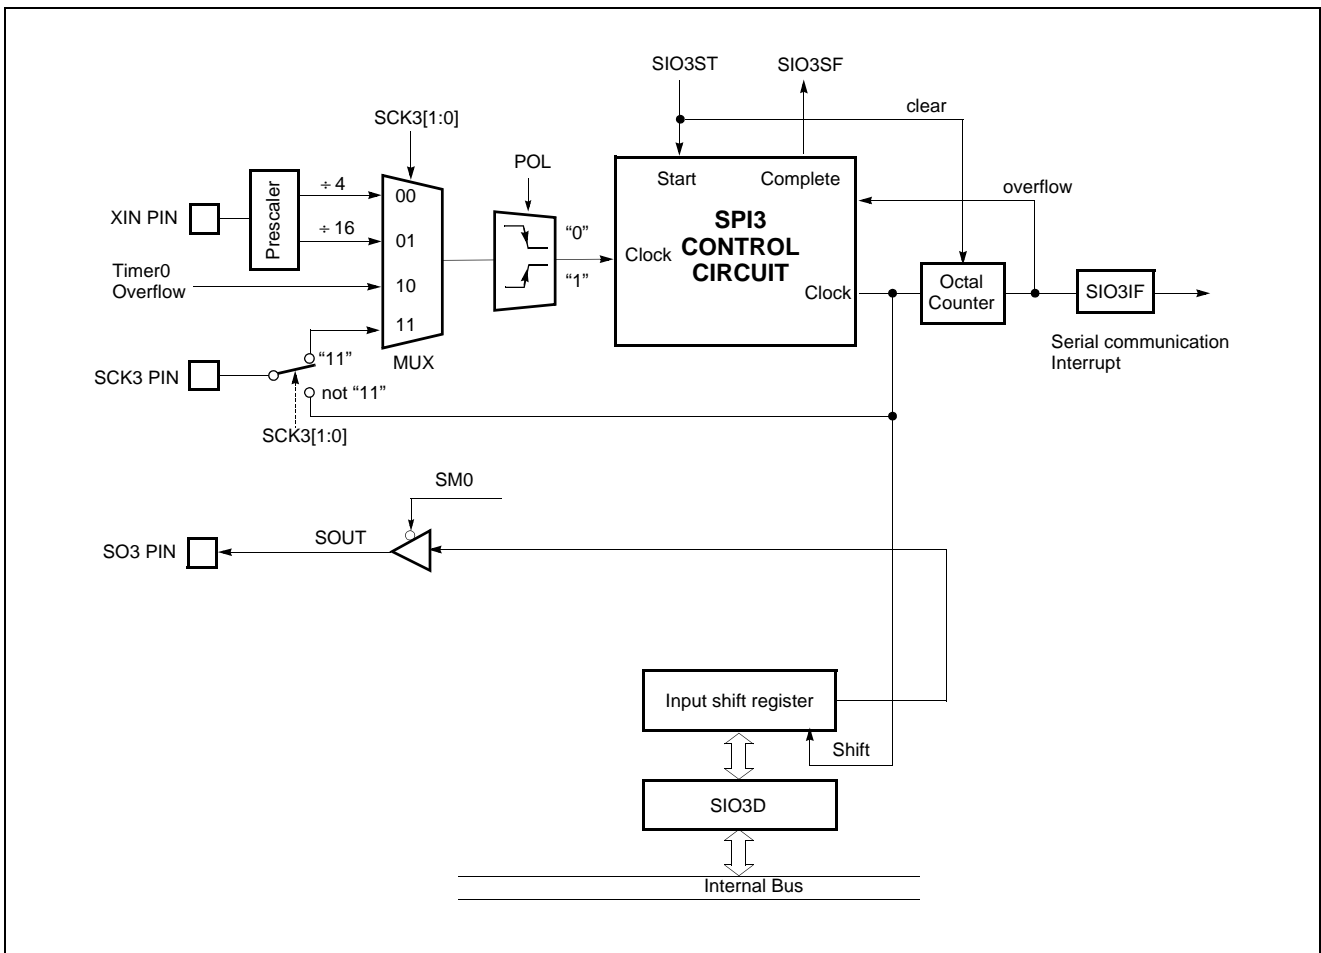 SIO3ST
SIO3SF
clear
SCK3[1:0]
POL
Start
Complete
overflow
XIN PIN
Prescaler
÷ 4
00
÷ 16
01
SPI3
CONTROL
CIRCUIT
"0"
"1"
Clock
Clock
Timer0
Overflow
10
11
MUX
Octal
Counter
SIO3IF
Serial communication
Interrupt
SCK3 PIN
"11"
not "11"
SCK3[1:0]
SM0
SO3 PIN
SOUT
Input shift register
Shift
SIO3D
Internal Bus